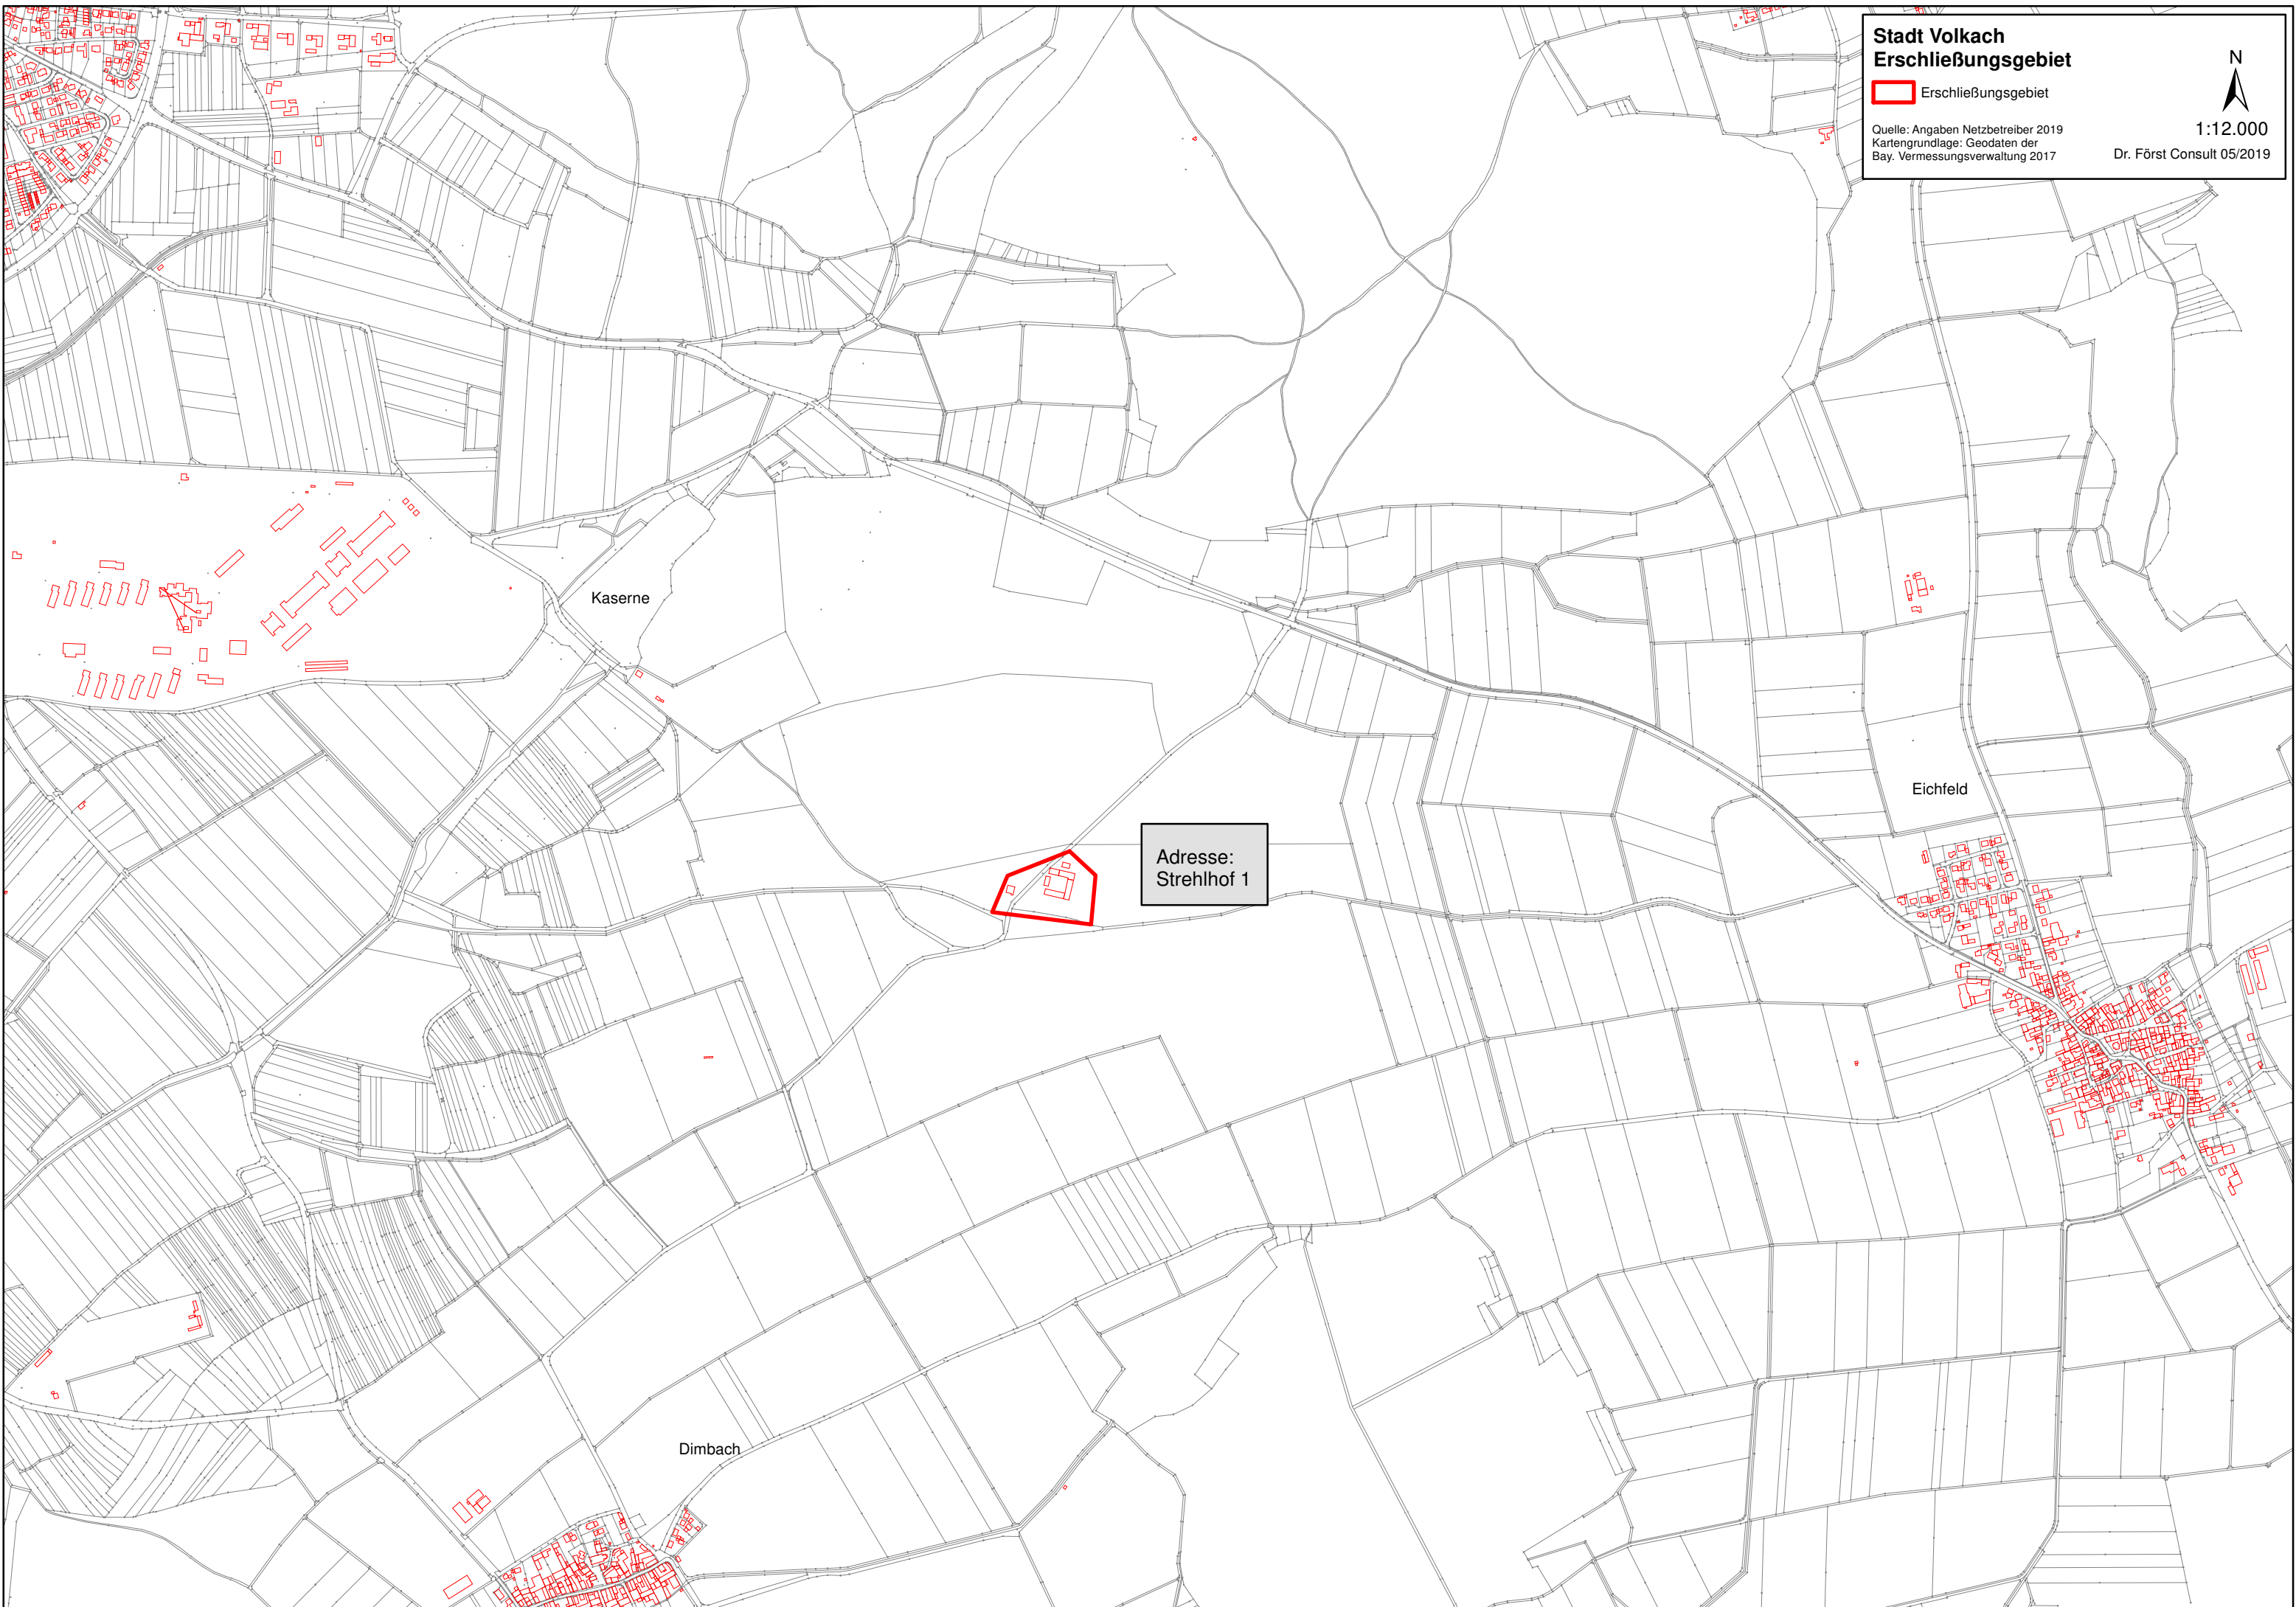 Stadt Volkach
Erschließungsgebiet
N
Erschließungsgebiet
Quelle: Angaben Netzbetreiber 2019
Kartengrundlage: Geodaten der
Bay. Vermessungsverwaltung 2017
1:12.000
Dr. Först Consult 05/2019
Kaserne
Eichfeld
Adresse:
Strehlhof 1
Dimbach